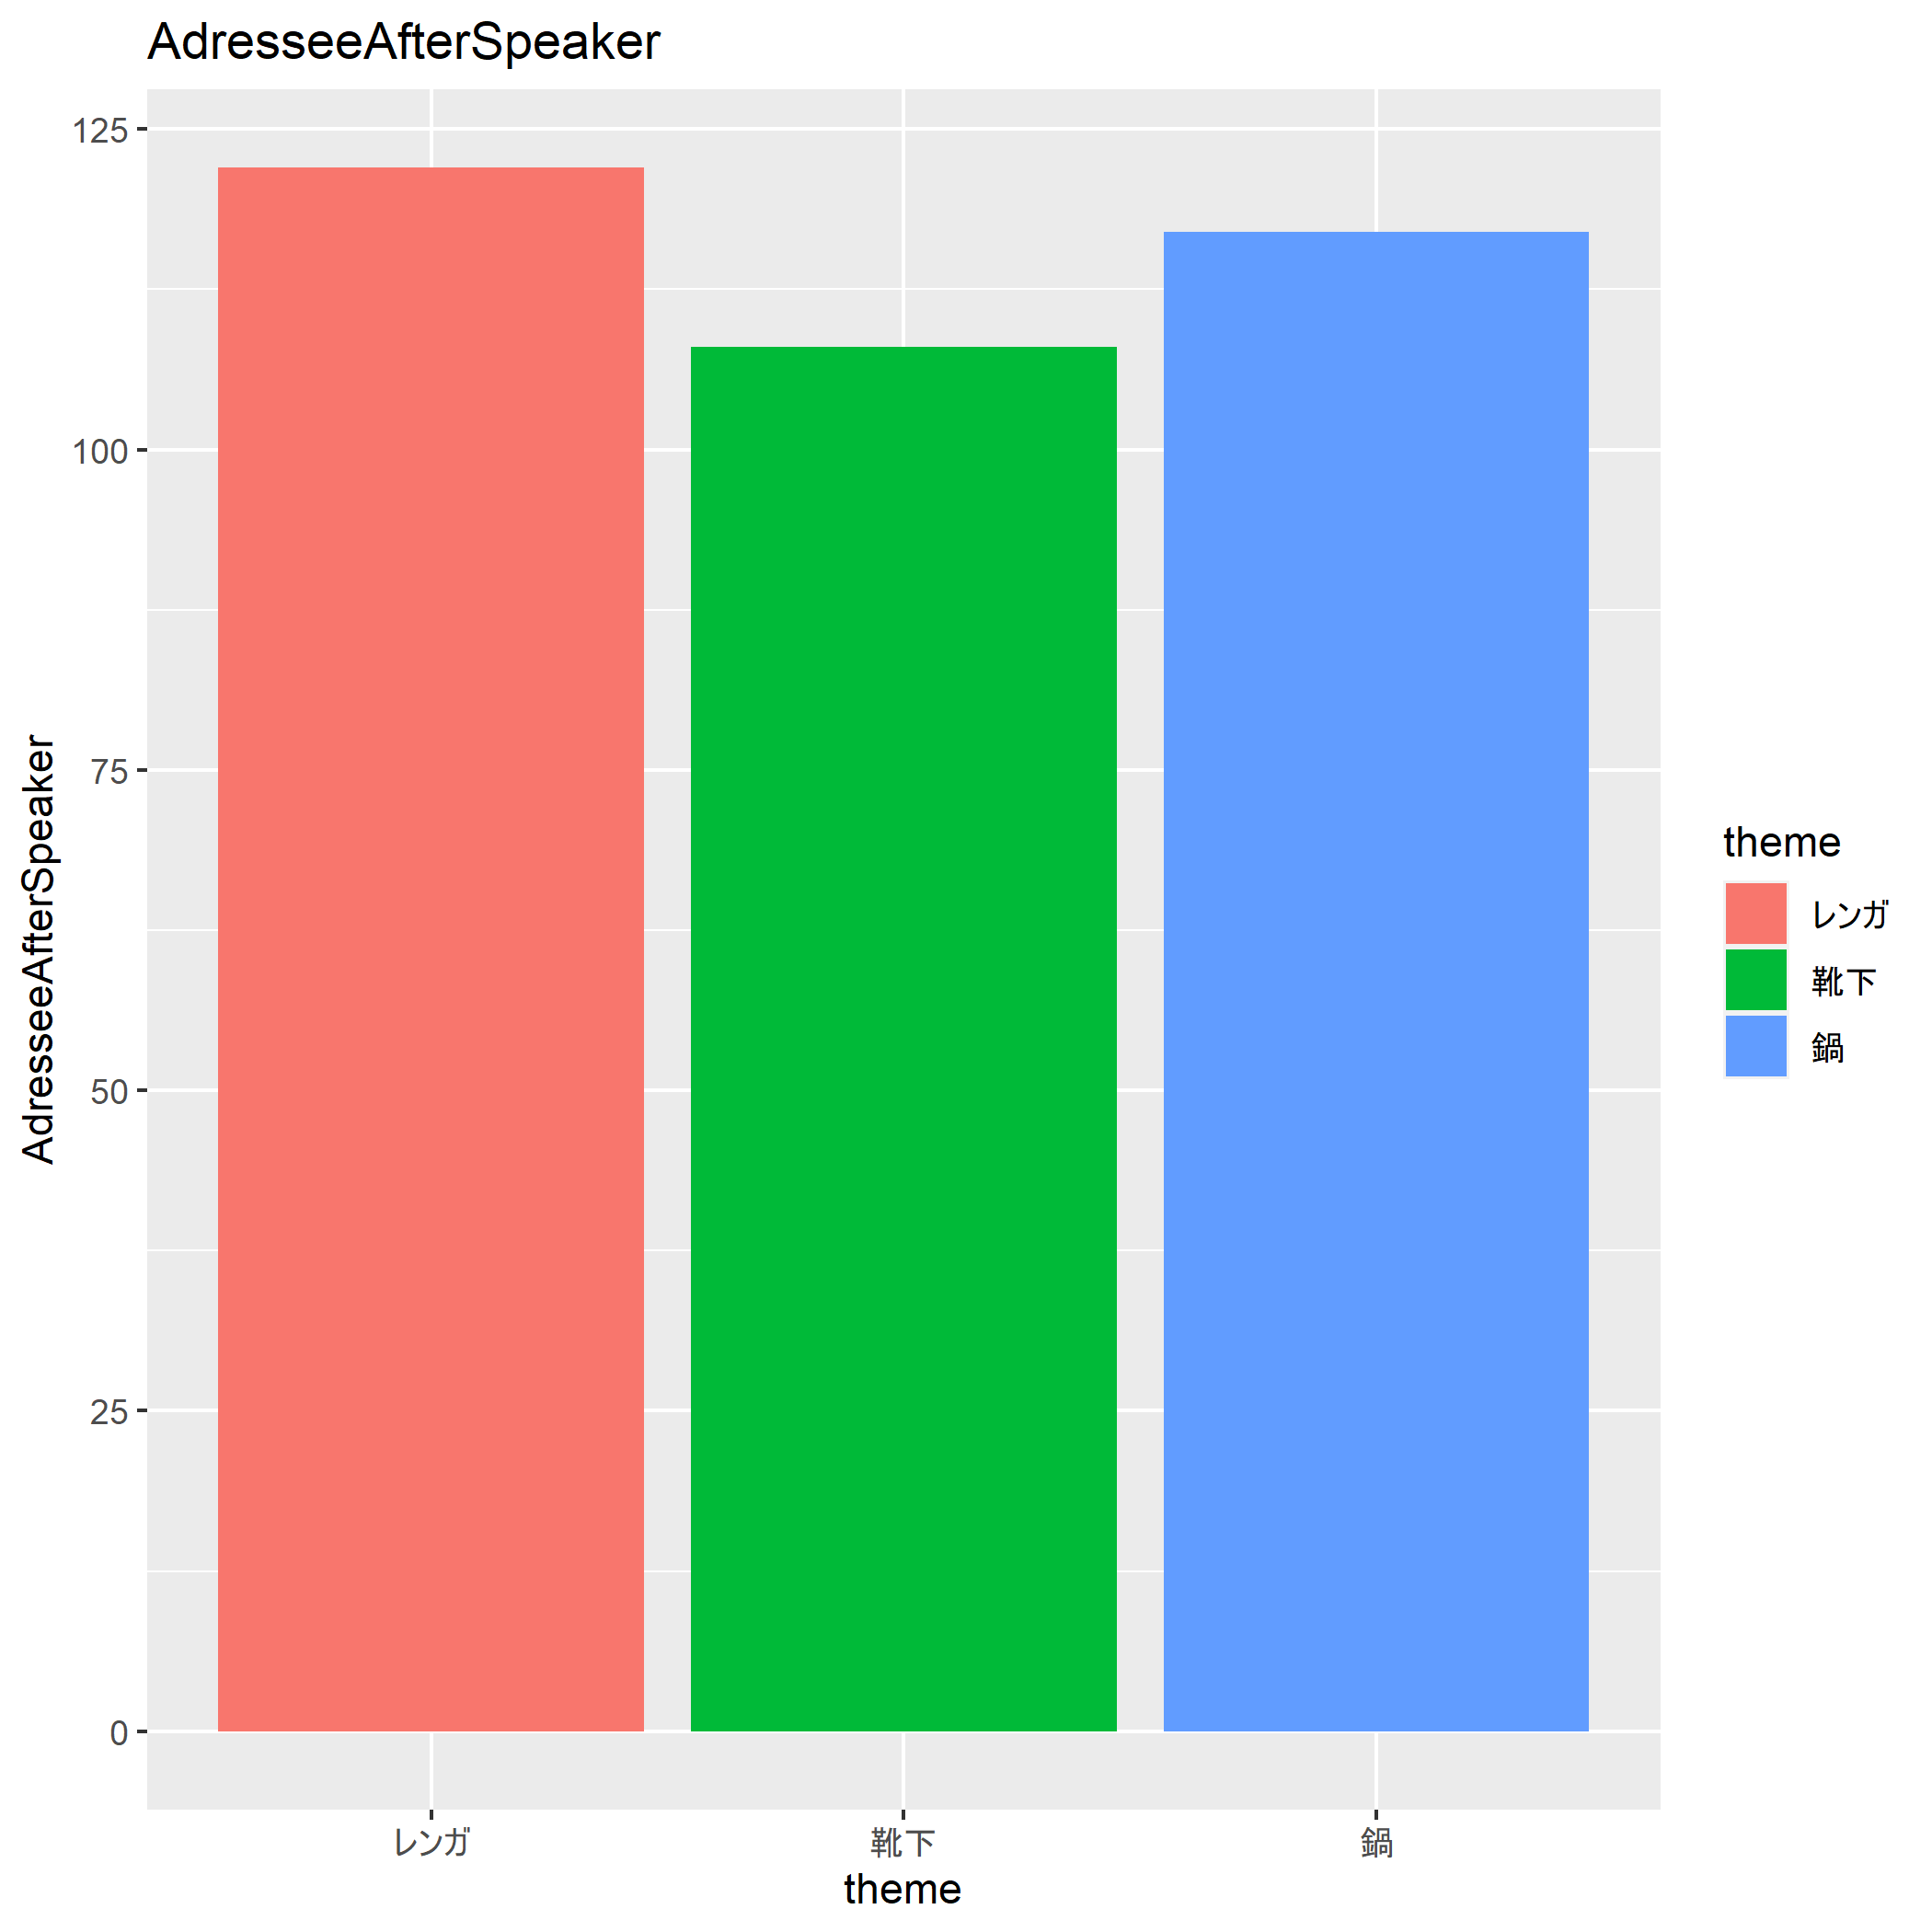 AdresseeAfterSpeaker
125
100
75
50
25
0
AdresseeAfterSpeaker
レンガ
靴下
鍋
theme
theme
レンガ
靴下
鍋